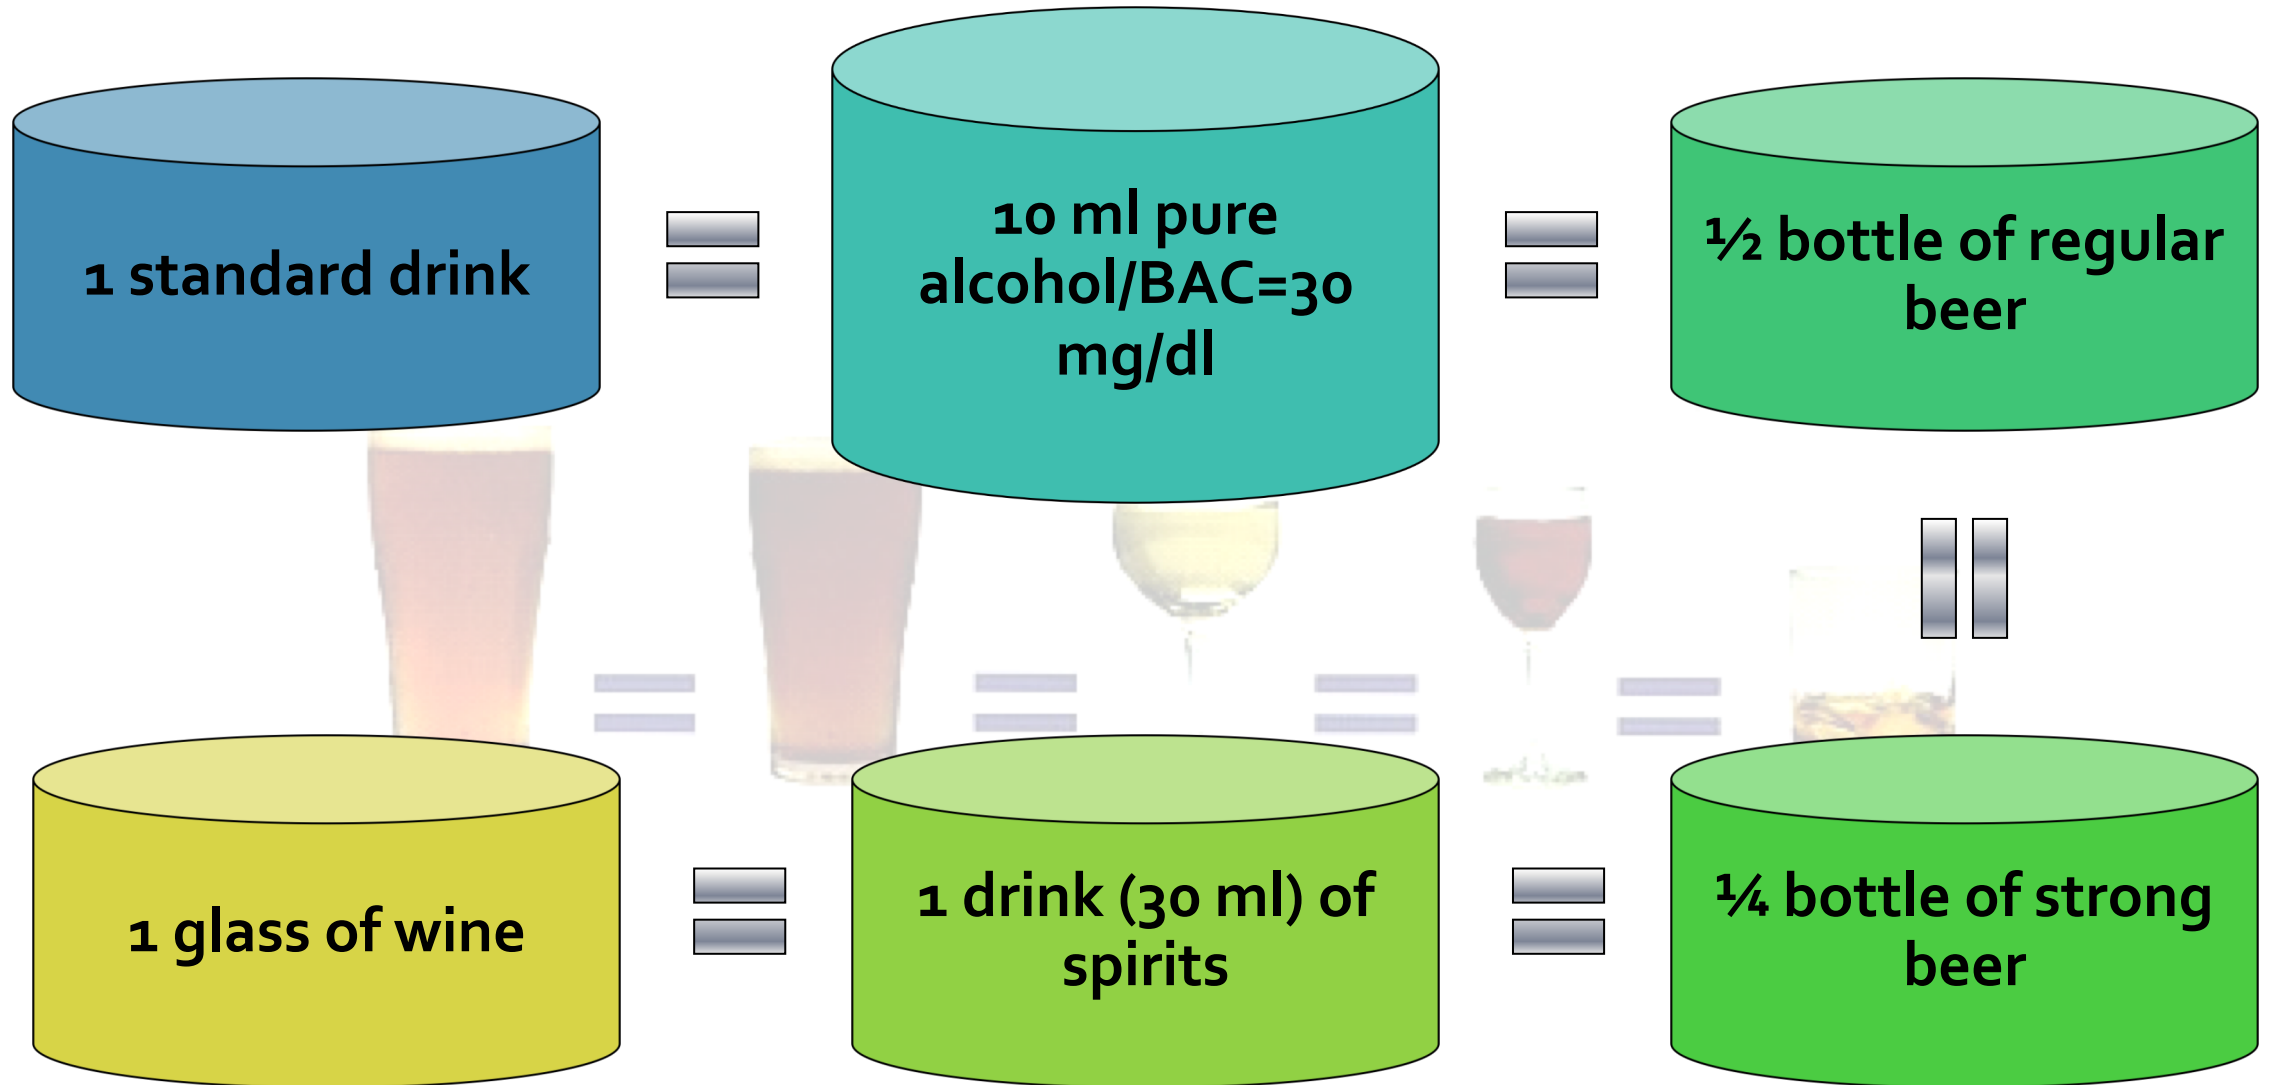 1 standard drink
10 ml pure
alcohol/BAC=30
mg/dl
½ bottle of regular
beer
1 glass of wine
1 drink (30 ml) of
spirits
¼ bottle of strong
beer